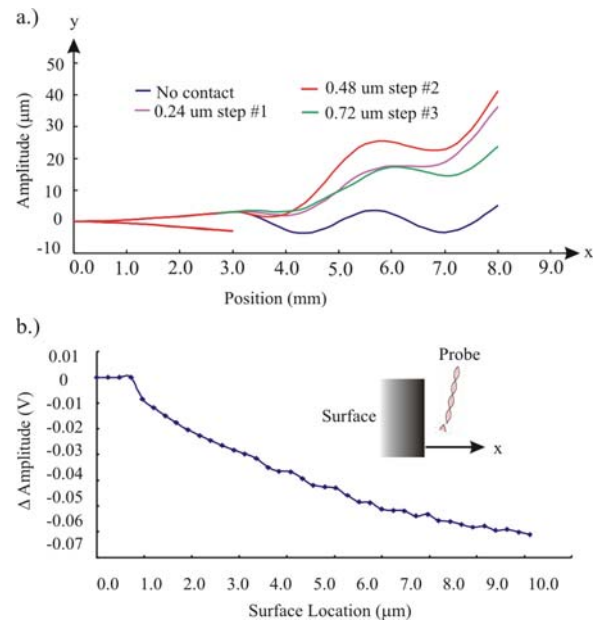 a.)
y
50
40
30
20
10
0
-10
Amplitude (μm)
No contact
0.24 um step #1
0.48 um step #2
0.72 um step #3
0.0 1.0 2.0 3.0 4.0 5.0 6.0 7.0 8.0 9.0
x
Position (mm)
b.)
0.01
0
-0.01
-0.02
-0.03
-0.04
-0.05
-0.06
-0.07
Δ Amplitude (V)
Probe
Surface
x
0.0 1.0 2.0 3.0 4.0 5.0 6.0 7.0 8.0 9.0 10.0
Surface Location (μm)